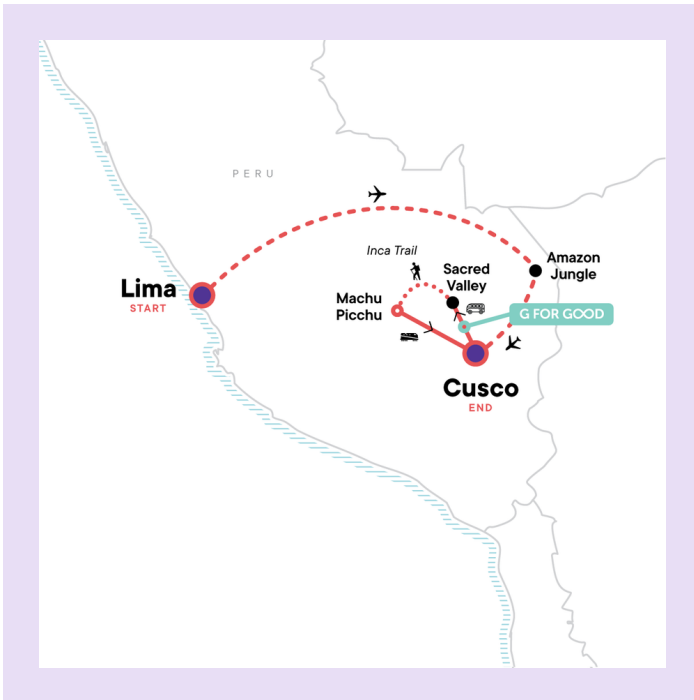 PERU
Inca Trail
Amazon
Jungle
Sacred
Valley
Lima
START
Machu
Picchu
G FOR GOOD
Cusco
END